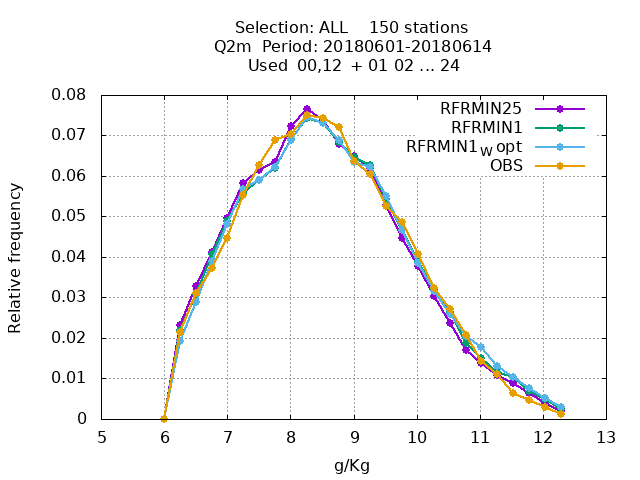 Selection: ALL    150 stations
Q2m  Period: 20180601-20180614
Used  00,12  + 01 02 ... 24
Relative frequency
0.08
0.07
0.06
0.05
0.04
0.03
0.02
0.01
0
RFRMIN25
RFRMIN1
RFRMIN1W opt
OBS
5 6 7 8 9 10 11 12 13
g/Kg